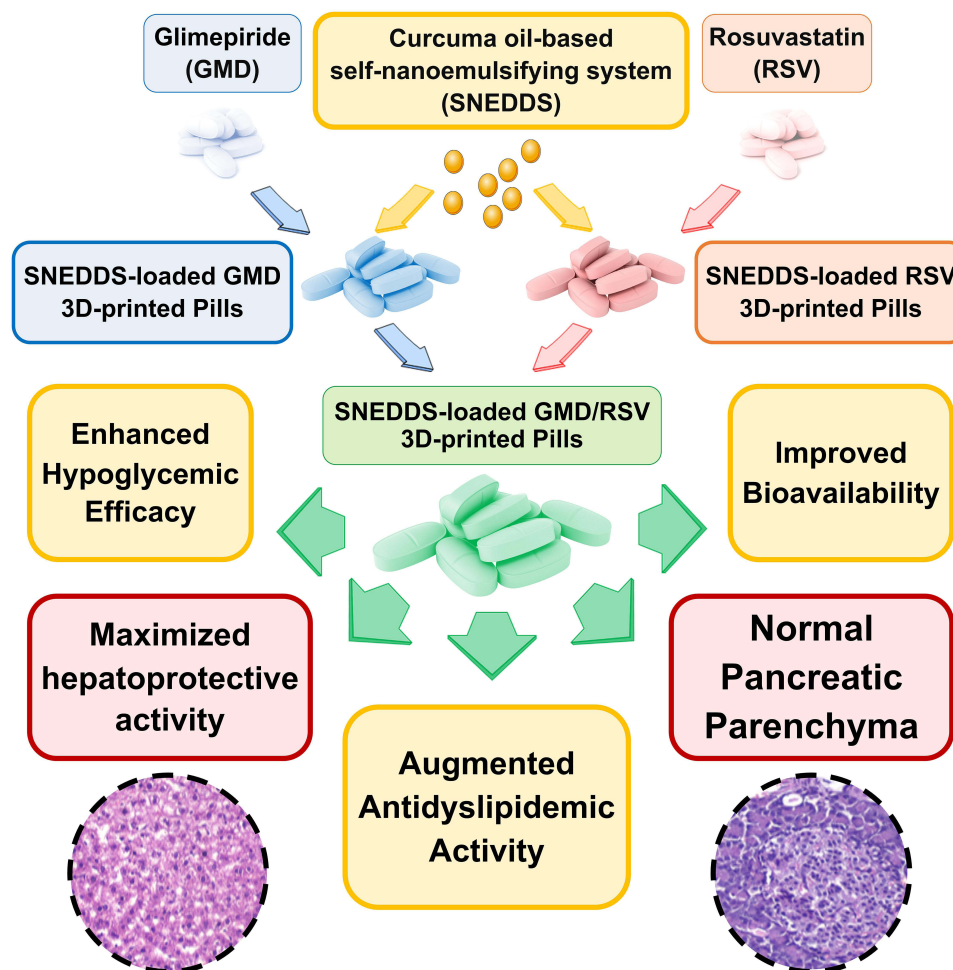 Glimepiride
(GMD)
Curcuma oil-based
self-nanoemulsifying system
(SNEDDS)
Rosuvastatin
(RSV)
SNEDDS-loaded GMD
3D-printed Pills
SNEDDS-loaded RSV
3D-printed Pills
SNEDDS-loaded GMD/RSV
3D-printed Pills
Enhanced
Hypoglycemic
Efficacy
Improved
Bioavailability
Maximized
hepatoprotective
activity
Normal
Pancreatic
Parenchyma
Augmented
Antidyslipidemic
Activity